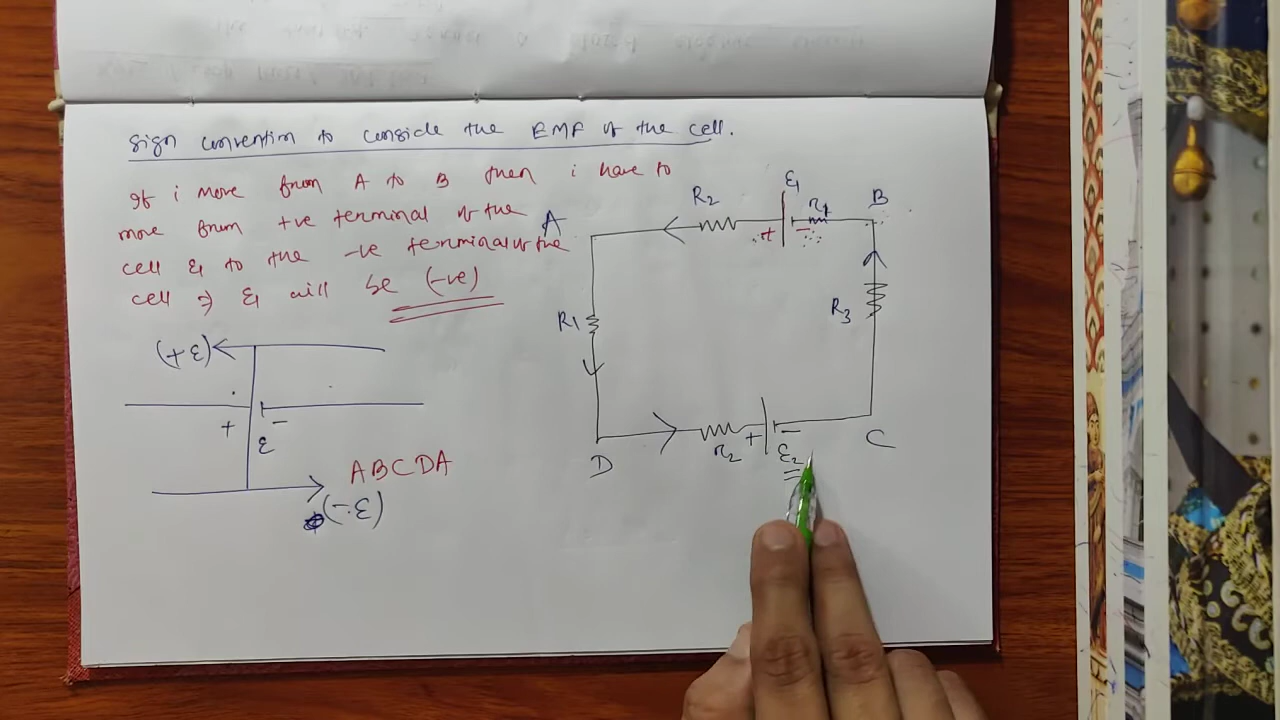 Sign convention to conside the EMF of the cell.
If i move from A to B then i have to
move from +ve terminal of the
cell ε1 to the -ve terminal of the
cell ⇒ ε1 will be (-ve)
(+ε)
+ -
ε
ABCDA
(-ε)
A
R2
ε1
r1
B
+ -
R1
R3
D
r2
+ -
ε2
C